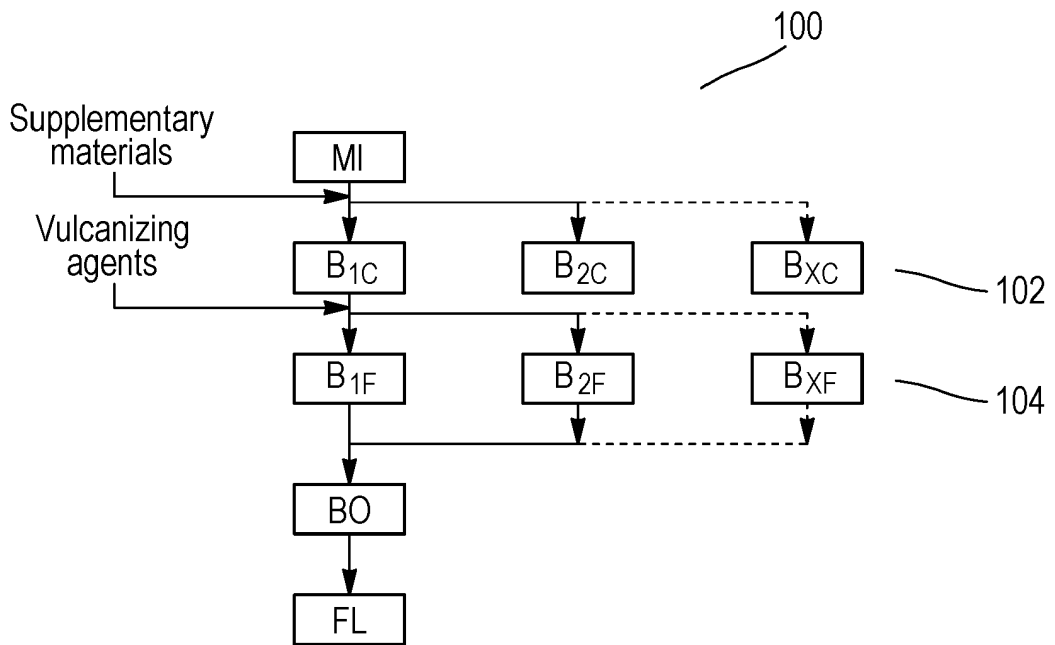 100
Supplementary
materials
MI
Vulcanizing
agents
B1C
B2C
BXC
102
B1F
B2F
BXF
104
BO
FL